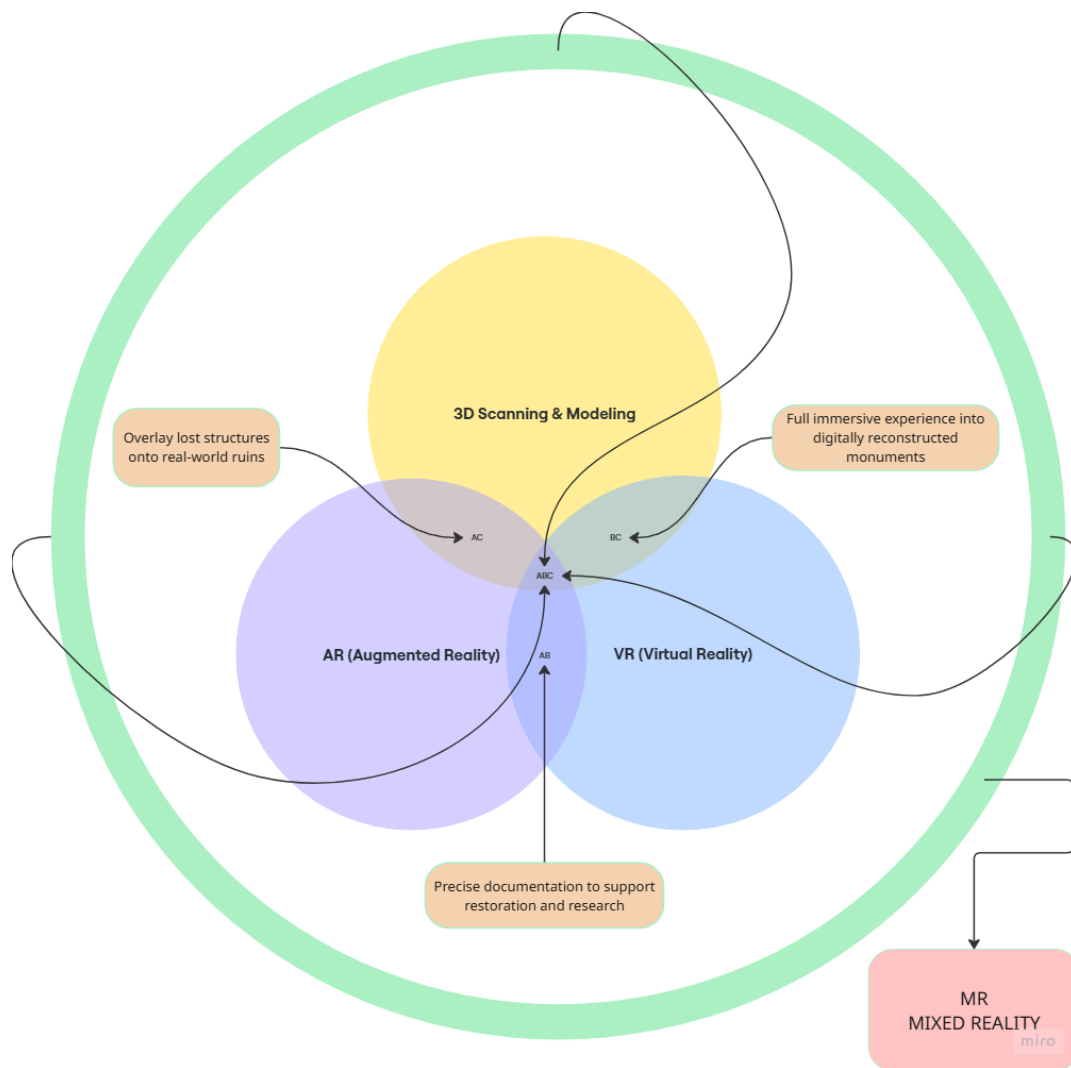 3D Scanning & Modeling
Overlay lost structures
onto real-world ruins
Full immersive experience into
digitally reconstructed
monuments
AC
BC
ABC
AR (Augmented Reality)
AB
VR (Virtual Reality)
Precise documentation to support
restoration and research
MR
MIXED REALITY
miro